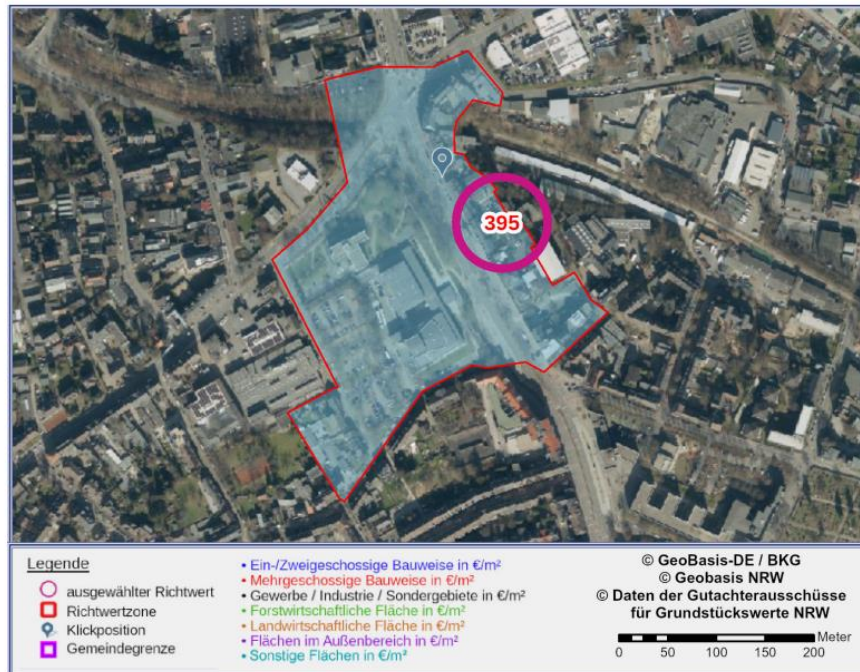 395
Legende
ausgewählter Richtwert
Richtwertzone
Klickposition
Gemeindegrenze
• Ein-/Zweigeschossige Bauweise in €/m²
• Mehrgeschossige Bauweise in €/m²
• Gewerbe / Industrie / Sondergebiete in €/m²
• Forstwirtschaftliche Fläche in €/m²
• Landwirtschaftliche Fläche in €/m²
• Flächen im Außenbereich in €/m²
• Sonstige Flächen in €/m²
© GeoBasis-DE / BKG
© Geobasis NRW
© Daten der Gutachterausschüsse
für Grundstückswerte NRW
Meter
0 50 100 150 200